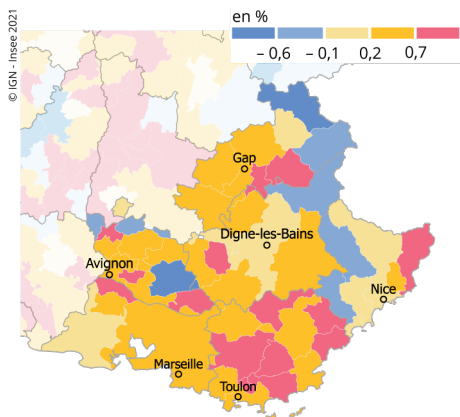 en %
– 0,6 – 0,1 0,2 0,7
© IGN - Insee 2021
Gap
Digne-les-Bains
Avignon
Nice
Marseille
Toulon